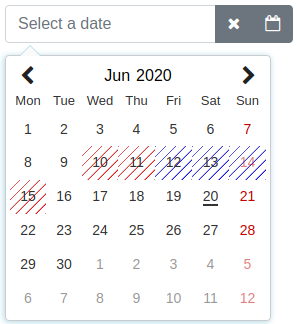 Select a date
Jun 2020
Mon Tue Wed Thu Fri Sat Sun
1 2 3 4 5 6 7
8 9 10 11 12 13 14
15 16 17 18 19 20 21
22 23 24 25 26 27 28
29 30 1 2 3 4 5
6 7 8 9 10 11 12